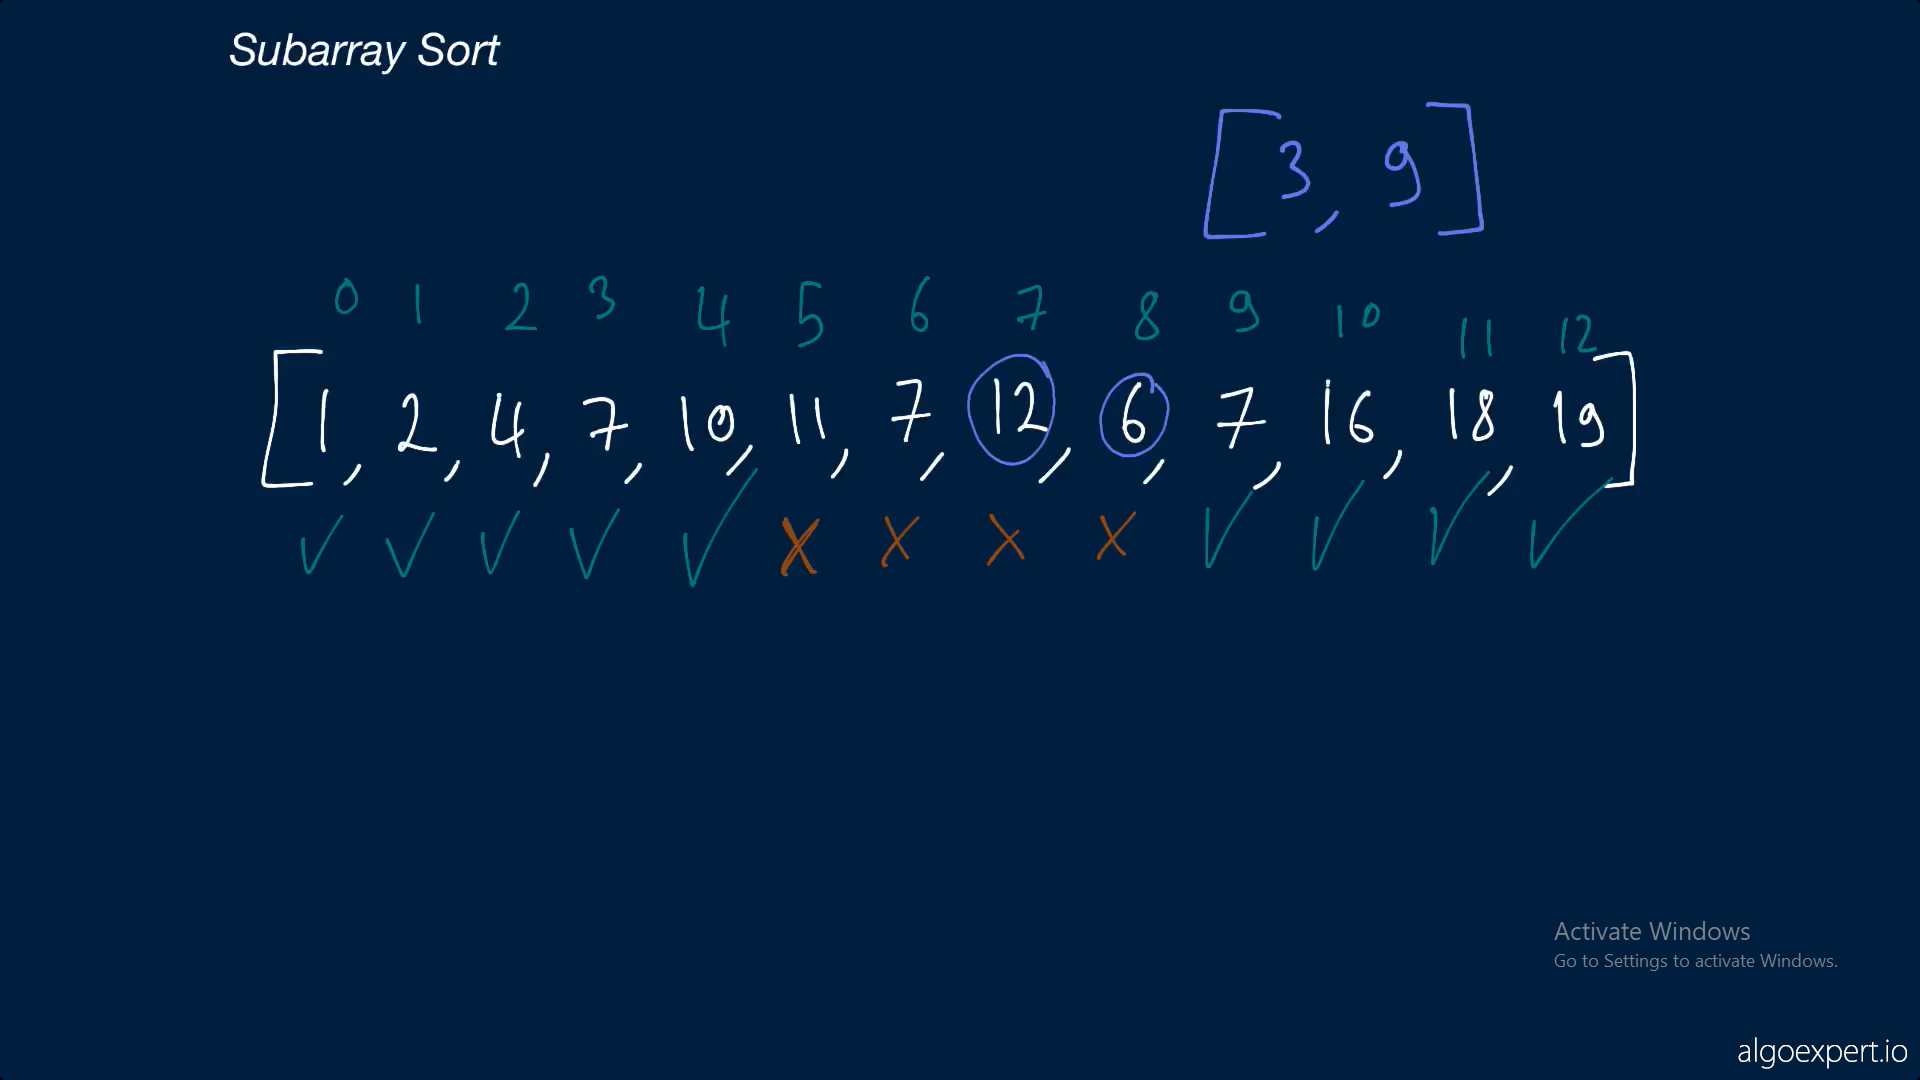 Subarray Sort
[3, 9]
0 1 2 3 4 5 6 7 8 9 10 11 12
[1, 2, 4, 7, 10, 11, 7, 12, 6, 7, 16, 18, 19]
✓ ✓ ✓ ✓ ✓ X X X X ✓ ✓ ✓ ✓
Activate Windows
Go to Settings to activate Windows.
algoexpert.io